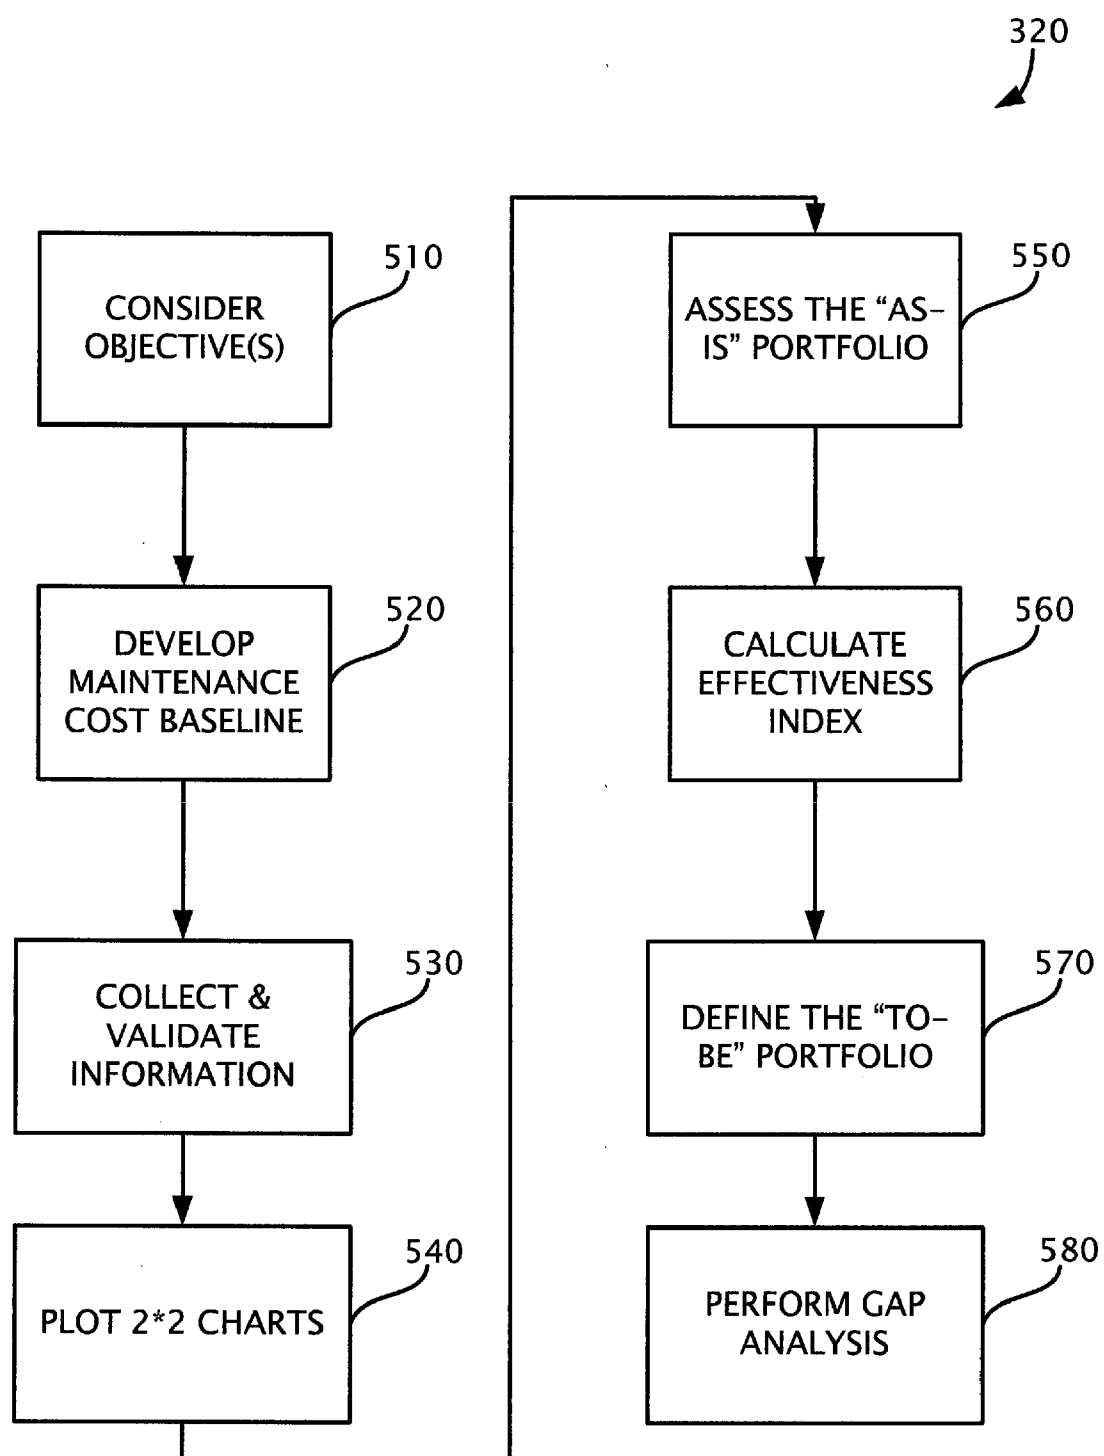 320
510
CONSIDER
OBJECTIVE(S)
520
DEVELOP
MAINTENANCE
COST BASELINE
530
COLLECT &
VALIDATE
INFORMATION
540
PLOT 2*2 CHARTS
550
ASSESS THE “AS-
IS” PORTFOLIO
560
CALCULATE
EFFECTIVENESS
INDEX
570
DEFINE THE “TO-
BE” PORTFOLIO
580
PERFORM GAP
ANALYSIS